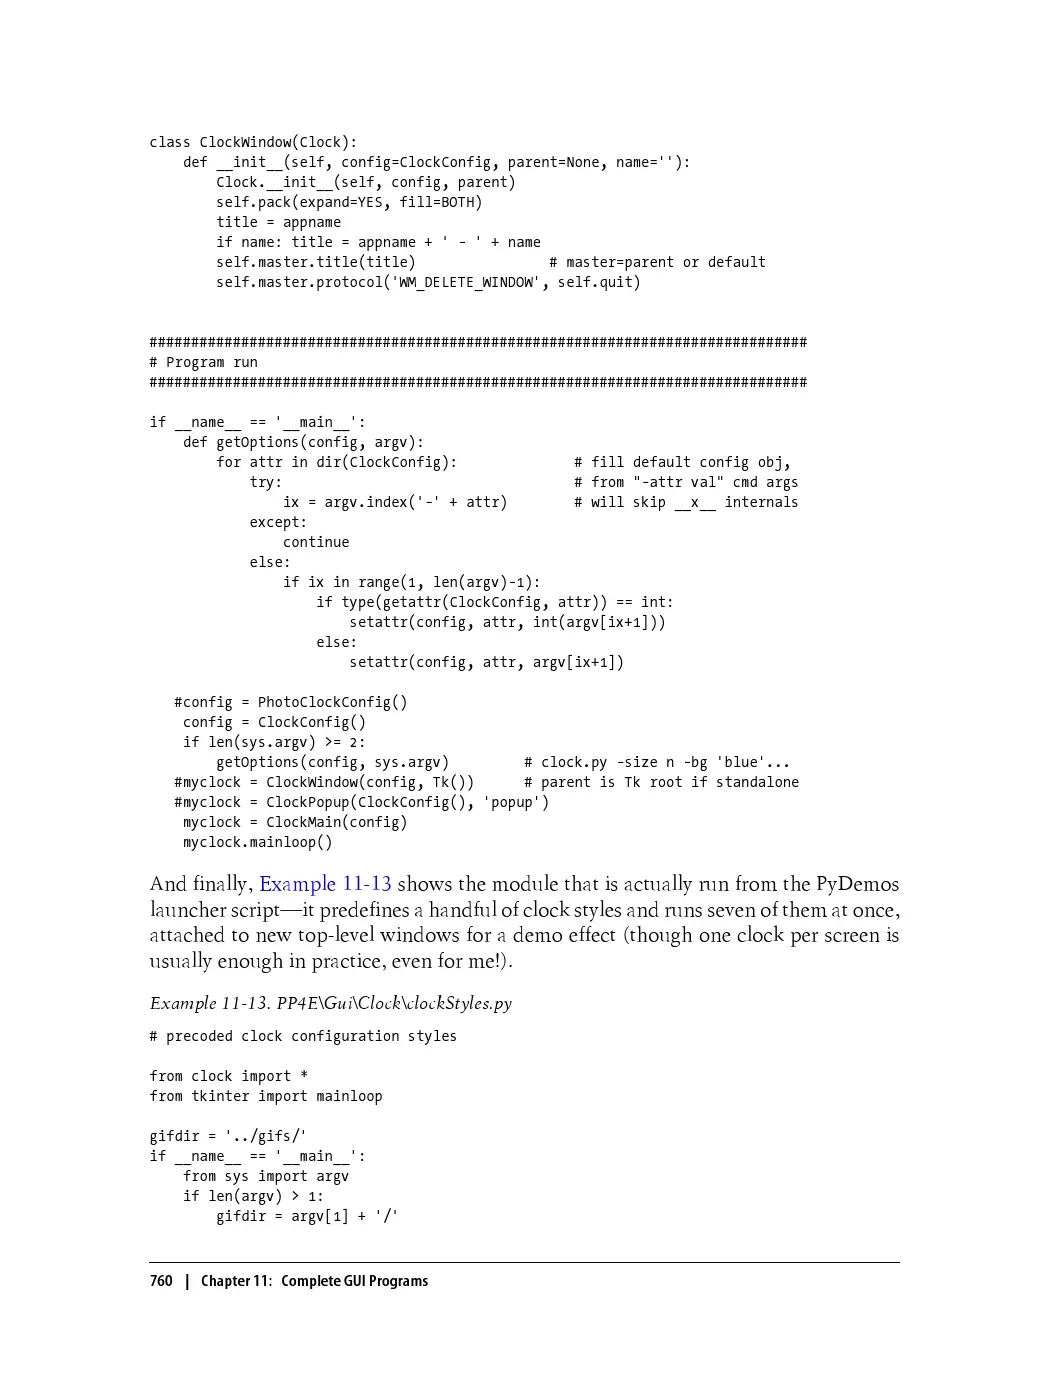 class ClockWindow(Clock):
    def __init__(self, config=ClockConfig, parent=None, name=''):
        Clock.__init__(self, config, parent)
        self.pack(expand=YES, fill=BOTH)
        title = appname
        if name: title = appname + ' - ' + name
        self.master.title(title)                # master=parent or default
        self.master.protocol('WM_DELETE_WINDOW', self.quit)
###############################################################################
# Program run
###############################################################################
if __name__ == '__main__':
    def getOptions(config, argv):
        for attr in dir(ClockConfig):              # fill default config obj,
            try:                                   # from "-attr val" cmd args
                ix = argv.index('-' + attr)        # will skip __x__ internals
            except:
                continue
            else:
                if ix in range(1, len(argv)-1):
                    if type(getattr(ClockConfig, attr)) == int:
                        setattr(config, attr, int(argv[ix+1]))
                    else:
                        setattr(config, attr, argv[ix+1])
   #config = PhotoClockConfig()
    config = ClockConfig()
    if len(sys.argv) >= 2:
        getOptions(config, sys.argv)         # clock.py -size n -bg 'blue'...
   #myclock = ClockWindow(config, Tk())      # parent is Tk root if standalone
   #myclock = ClockPopup(ClockConfig(), 'popup')
    myclock = ClockMain(config)
    myclock.mainloop()
And finally, Example 11-13 shows the module that is actually run from the PyDemos
launcher script—it predefines a handful of clock styles and runs seven of them at once,
attached to new top-level windows for a demo effect (though one clock per screen is
usually enough in practice, even for me!).
Example 11-13. PP4E\Gui\Clock\clockStyles.py
# precoded clock configuration styles
from clock import *
from tkinter import mainloop
gifdir = '../gifs/'
if __name__ == '__main__':
    from sys import argv
    if len(argv) > 1:
        gifdir = argv[1] + '/'
760 | Chapter 11: Complete GUI Programs